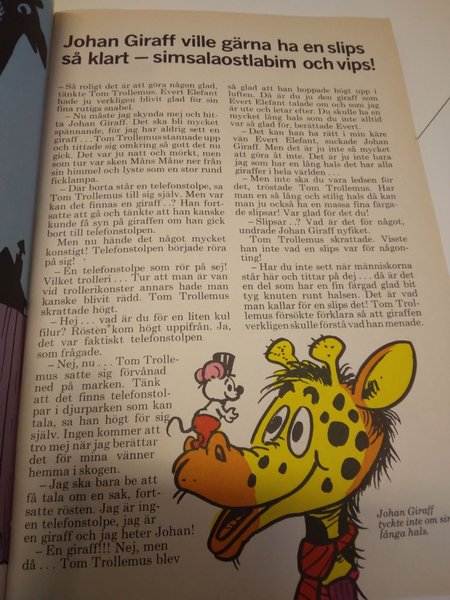 Johan Giraff ville gärna ha en slips
så klart — simsalaostlabim och vips!
– Så roligt det är att göra någon glad,
tänkte Tom Trollemus. Evert Elefant
hade ju verkligen blivit glad för sin
fina rutiga snabel.
– Nu måste jag skynda mej och hit-
ta Johan Giraff. Det ska bli mycket
spännande, för jag har aldrig sett en
giraff . . . Tom Trollemus stannade upp
och tittade sig omkring så gott det nu
gick. Det var ju natt och mörkt, men
som tur var sken Måns Måne ner från
sin himmel och lyste som en stor rund
ficklampa.
– Där borta står en telefonstolpe, sa
Tom Trollemus till sig själv. Men var
kan det finnas en giraff . .? Han fort-
satte att gå och tänkte att han kanske
kunde få syn på giraffen om han gick
bort till telefonstolpen.
Men nu hände det något mycket
konstigt! Telefonstolpen började röra
på sig!
– En telefonstolpe som rör på sej!
Vilket trolleri . . . Tur att man är van
vid trollerikonster annars hade man
kanske blivit rädd. Tom Trollemus
skrattade högt.
– Hej . . . vad är du för en liten kul
filur? Rösten kom högt uppifrån. Ja,
det var faktiskt telefonstolpen
som frågade.
– Nej, nu . . . Tom Trolle-
mus satte sig förvånad
ned på marken. Tänk
att det finns telefonstol-
par i djurparken som kan
tala, sa han högt för sig
själv. Ingen kommer att
tro mej när jag berättar
det för mina vänner
hemma i skogen.
– Jag ska bara be att
få tala om en sak, fort-
satte rösten. Jag är ing-
en telefonstolpe, jag är
en giraff och jag heter Johan!
– En giraff!!! Nej, men
då . . . Tom Trollemus blev
så glad att han hoppade högt upp i
luften. Då är du ju den giraff som
Evert Elefant talade om och som jag
är ute och letar efter. Du skulle ha en
mycket lång hals som du inte alltid
var så glad för, berättade Evert.
– Det kan han ha rätt i min käre
vän Evert Elefant, suckade Johan
Giraff. Men det är ju inte så mycket
att göra åt inte. Det är ju inte bara
jag som har en lång hals det har alla
giraffer i hela världen . . .
– Men inte ska du vara ledsen för
det, tröstade Tom Trollemus. Har
man en så lång och stilig hals då kan
man ju också ha en massa fina färga-
de slipsar! Var glad för det du!
– Slipsar . .? Vad är det för något,
undrade Johan Giraff nyfiket.
Tom Trollemus skrattade. Visste
han inte vad en slips var för någon-
ting!
– Har du inte sett när människorna
står här och tittar på dej . . . då är det
en del som har en fin färgad glad bit
tyg knuten runt halsen. Det är vad
man kallar för en slips det! Tom Trol-
lemus försökte förklara så att giraffen
verkligen skulle förstå vad han menade.
Johan Giraff
tyckte inte om sin
långa hals.